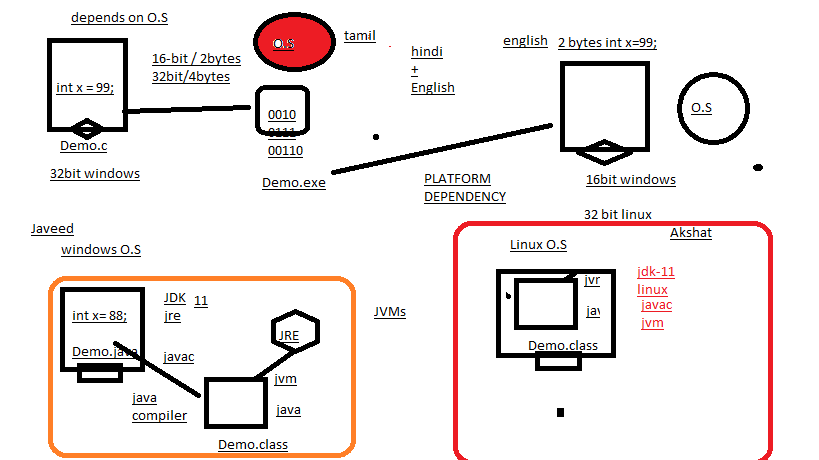 depends on O.S
O.S
tamil
english
2 bytes int x=99;
hindi
+
English
16-bit / 2bytes
32bit/4bytes
int x = 99;
0010
0111
00110
O.S
Demo.c
32bit windows
Demo.exe
PLATFORM
DEPENDENCY
16bit windows
32 bit linux
Javeed
windows O.S
Akshat
Linux O.S
JDK 11
jre
int x= 88;
JVMs
jdk-11
linux
javac
jvm
JRE
Demo.java
javac
Demo.class
jvm
java
java
compiler
Demo.class